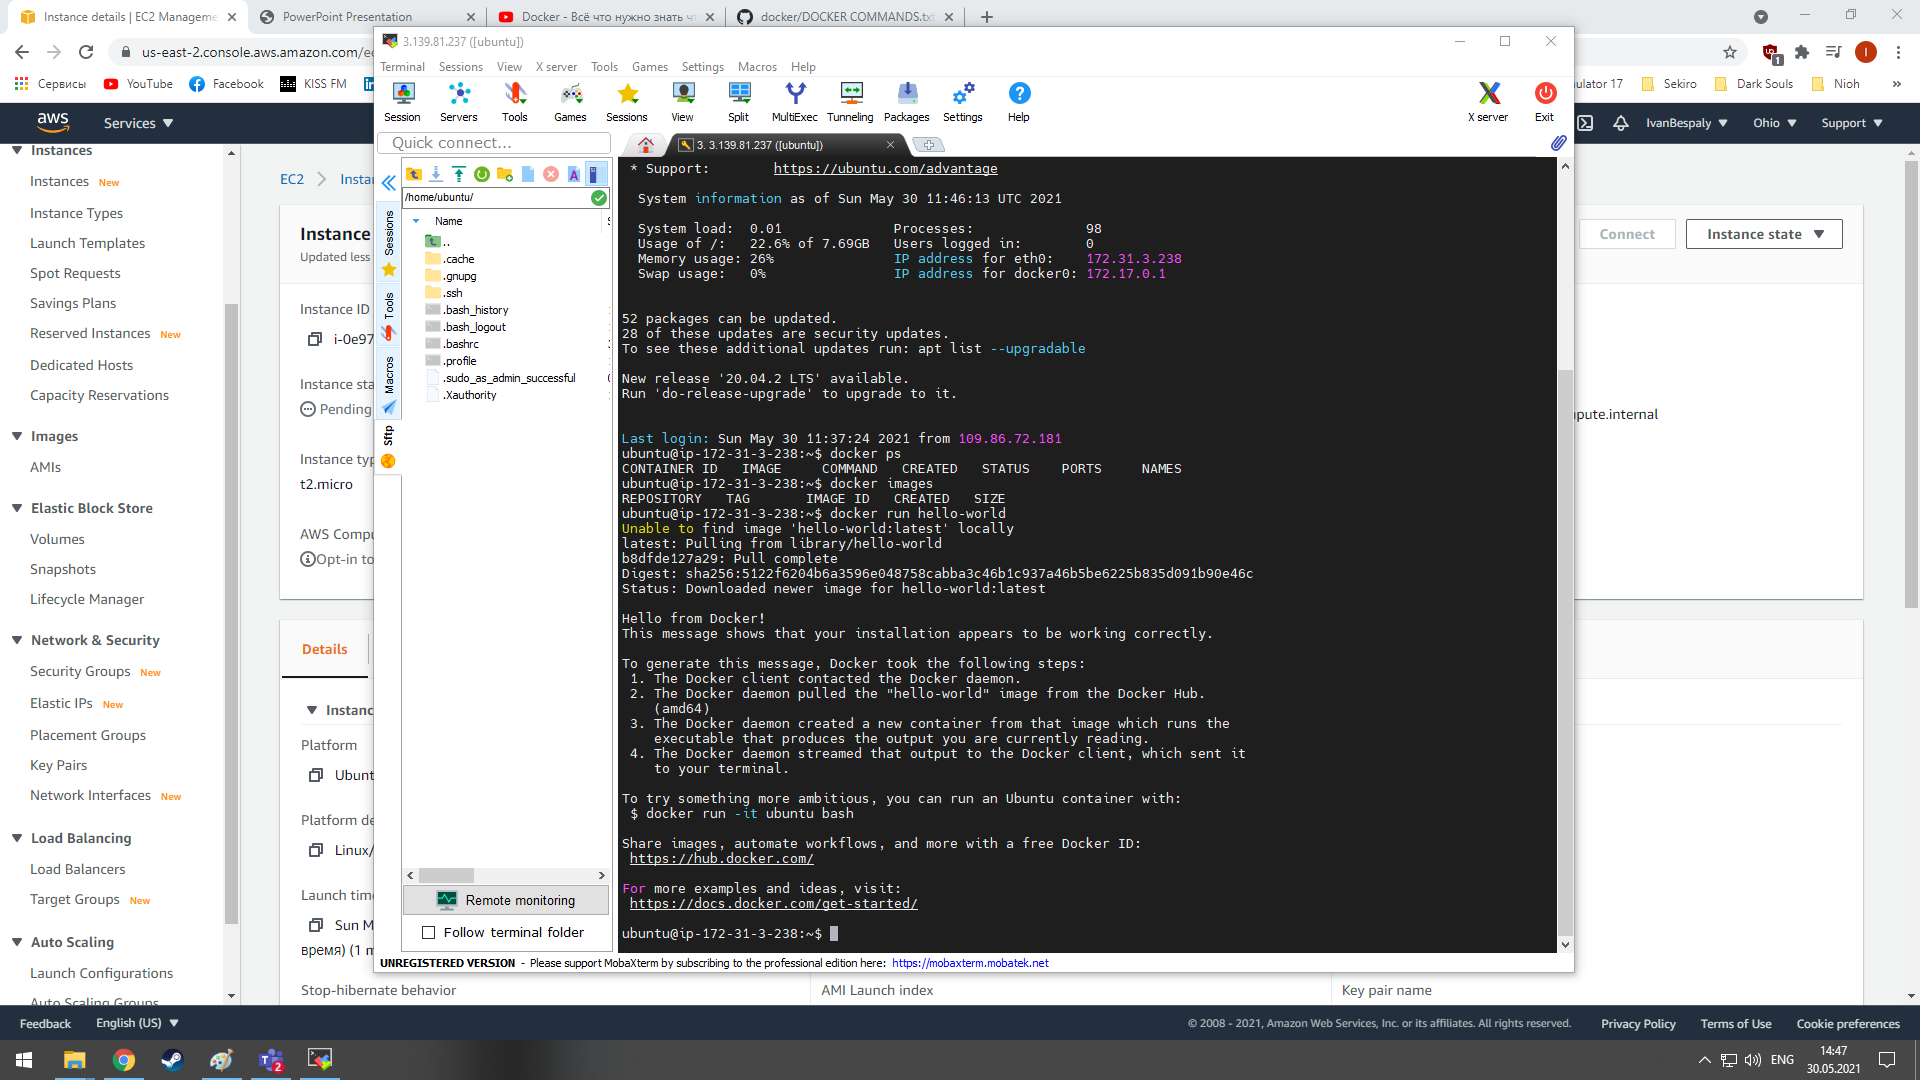 Instance details | EC2 Manageme
PowerPoint Presentation
Docker - Всё что нужно знать ч
docker/DOCKER COMMANDS.txt
3.139.81.237 ([ubuntu])
us-east-2.console.aws.amazon.com/ec
Terminal Sessions View X server Tools Games Settings Macros Help
Сервисы YouTube Facebook KISS FM
ulator 17 Sekiro Dark Souls Nioh »
Session Servers Tools Games Sessions View Split MultiExec Tunneling Packages Settings Help X server Exit
aws Services
IvanBespaly Ohio Support
Quick connect...
3. 3.139.81.237 ([ubuntu])
Instances
Instances New
Instance Types
Launch Templates
Spot Requests
Savings Plans
Reserved Instances New
Dedicated Hosts
Capacity Reservations
Images
AMIs
Elastic Block Store
Volumes
Snapshots
Lifecycle Manager
Network & Security
Security Groups New
Elastic IPs New
Placement Groups
Key Pairs
Network Interfaces New
Load Balancing
Load Balancers
Target Groups New
Auto Scaling
Launch Configurations
Auto Scaling Groups
EC2 Insta
Instance
Updated less
Connect Instance state
Instance ID
i-0e97
Instance sta
Pending
Instance typ
t2.micro
AWS Compu
Opt-in to
pute.internal
Details
Instanc
Platform
Ubunt
Platform de
Linux/
Launch time
Sun M
время) (1 m
Stop-hibernate behavior
AMI Launch index
Key pair name
Sessions
Tools
Macros
Sftp
/home/ubuntu/
Name
..
.cache
.gnupg
.ssh
.bash_history
.bash_logout
.bashrc
.profile
.sudo_as_admin_successful
.Xauthority
Remote monitoring
Follow terminal folder
* Support: https://ubuntu.com/advantage
System information as of Sun May 30 11:46:13 UTC 2021
System load: 0.01 Processes: 98
Usage of /: 22.6% of 7.69GB Users logged in: 0
Memory usage: 26% IP address for eth0: 172.31.3.238
Swap usage: 0% IP address for docker0: 172.17.0.1
52 packages can be updated.
28 of these updates are security updates.
To see these additional updates run: apt list --upgradable
New release '20.04.2 LTS' available.
Run 'do-release-upgrade' to upgrade to it.
Last login: Sun May 30 11:37:24 2021 from 109.86.72.181
ubuntu@ip-172-31-3-238:~$ docker ps
CONTAINER ID IMAGE COMMAND CREATED STATUS PORTS NAMES
ubuntu@ip-172-31-3-238:~$ docker images
REPOSITORY TAG IMAGE ID CREATED SIZE
ubuntu@ip-172-31-3-238:~$ docker run hello-world
Unable to find image 'hello-world:latest' locally
latest: Pulling from library/hello-world
b8dfde127a29: Pull complete
Digest: sha256:5122f6204b6a3596e048758cabba3c46b1c937a46b5be6225b835d091b90e46c
Status: Downloaded newer image for hello-world:latest
Hello from Docker!
This message shows that your installation appears to be working correctly.
To generate this message, Docker took the following steps:
1. The Docker client contacted the Docker daemon.
2. The Docker daemon pulled the "hello-world" image from the Docker Hub.
(amd64)
3. The Docker daemon created a new container from that image which runs the
executable that produces the output you are currently reading.
4. The Docker daemon streamed that output to the Docker client, which sent it
to your terminal.
To try something more ambitious, you can run an Ubuntu container with:
$ docker run -it ubuntu bash
Share images, automate workflows, and more with a free Docker ID:
https://hub.docker.com/
For more examples and ideas, visit:
https://docs.docker.com/get-started/
ubuntu@ip-172-31-3-238:~$
UNREGISTERED VERSION - Please support MobaXterm by subscribing to the professional edition here: https://mobaxterm.mobatek.net
Feedback English (US)
© 2008 - 2021, Amazon Web Services, Inc. or its affiliates. All rights reserved. Privacy Policy Terms of Use Cookie preferences
ENG
14:47
30.05.2021